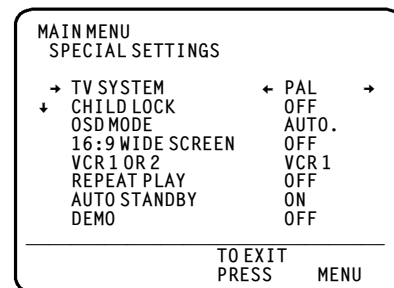 MAIN MENU
SPECIAL SETTINGS
→ TV SYSTEM ← PAL →
↓ CHILD LOCK OFF
OSD MODE AUTO.
16:9 WIDE SCREEN OFF
VCR 1 OR 2 VCR 1
REPEAT PLAY OFF
AUTO STANDBY ON
DEMO OFF
TO EXIT
PRESS MENU